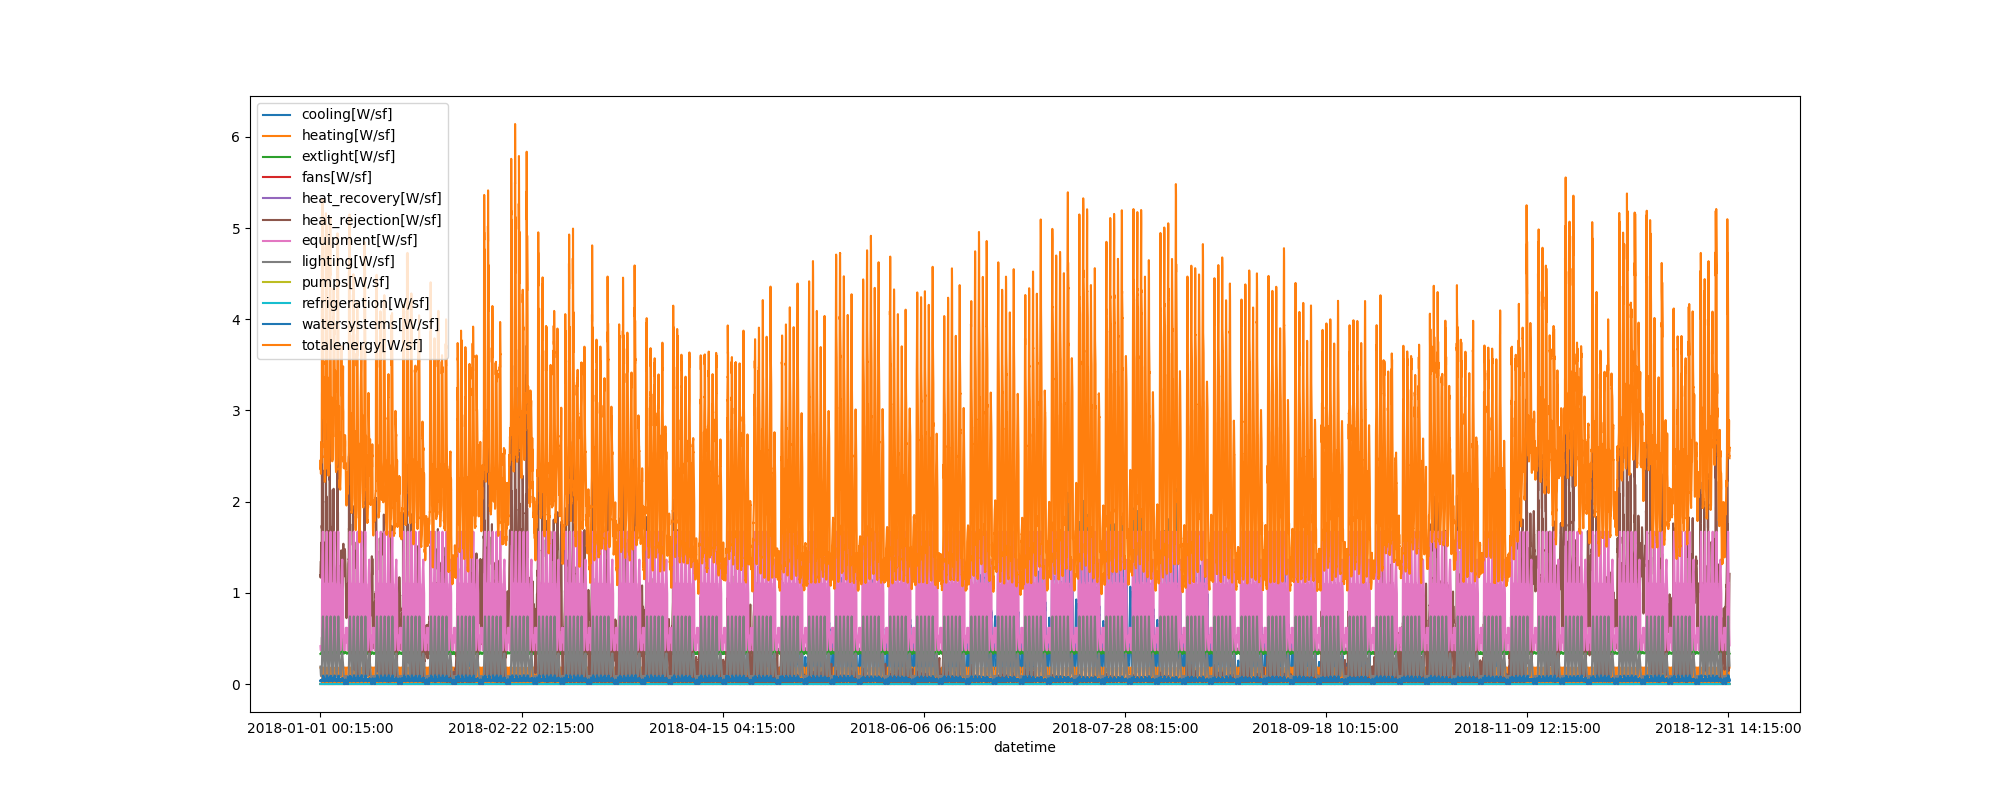 cooling[W/sf]
heating[W/sf]
extlight[W/sf]
fans[W/sf]
heat_recovery[W/sf]
heat_rejection[W/sf]
equipment[W/sf]
lighting[W/sf]
pumps[W/sf]
refrigeration[W/sf]
watersystems[W/sf]
totalenergy[W/sf]
6
5
4
3
2
1
0
2018-01-01 00:15:00 2018-02-22 02:15:00 2018-04-15 04:15:00 2018-06-06 06:15:00 2018-07-28 08:15:00 2018-09-18 10:15:00 2018-11-09 12:15:00 2018-12-31 14:15:00
datetime